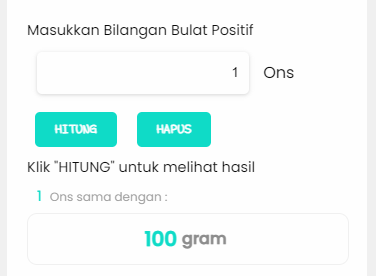 Masukkan Bilangan Bulat Positif
1 Ons
HITUNG HAPUS
Klik "HITUNG" untuk melihat hasil
1 Ons sama dengan :
100 gram